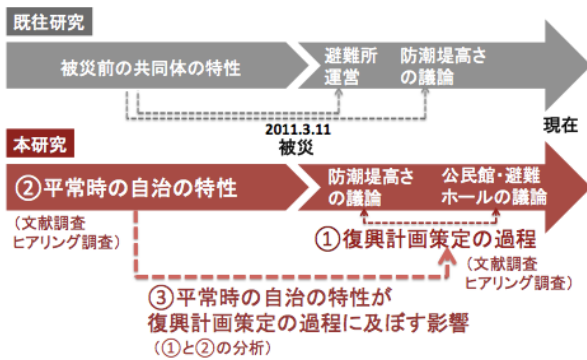 既往研究
被災前の共同体の特性
避難所
運営
防潮堤高さ
の議論
2011.3.11
被災
現在
本研究
②平常時の自治の特性
防潮堤高さ
の議論
公民館・避難
ホールの議論
(文献調査
ヒアリング調査)
①復興計画策定の過程
(文献調査
ヒアリング調査)
③平常時の自治の特性が
復興計画策定の過程に及ぼす影響
(①と②の分析)